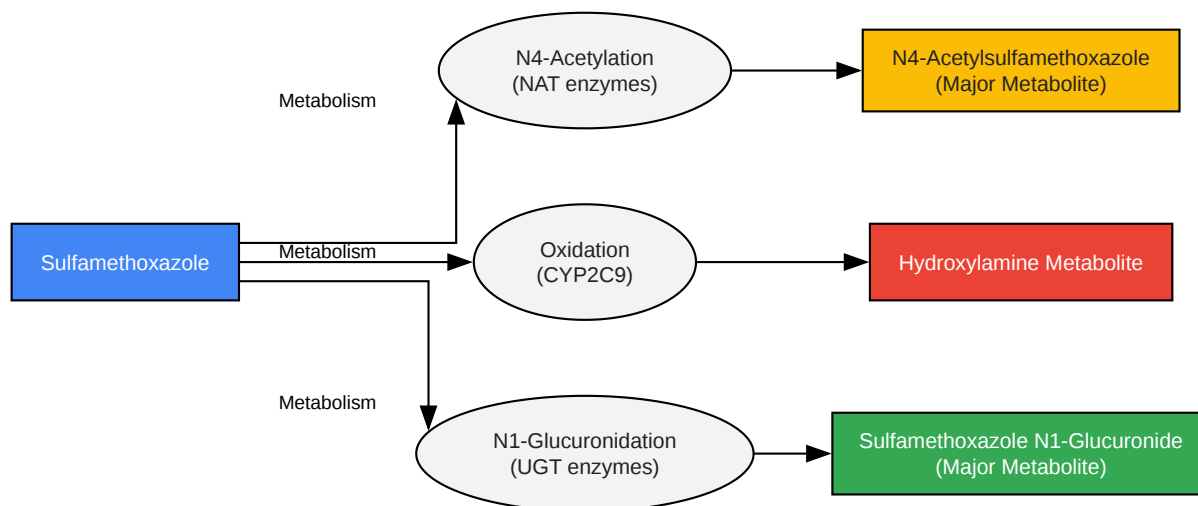 N4-Acetylation
(NAT enzymes)
N4-Acetylsulfamethoxazole
(Major Metabolite)
Metabolism
Sulfamethoxazole
Metabolism
Oxidation
(CYP2C9)
Hydroxylamine Metabolite
Metabolism
N1-Glucuronidation
(UGT enzymes)
Sulfamethoxazole N1-Glucuronide
(Major Metabolite)